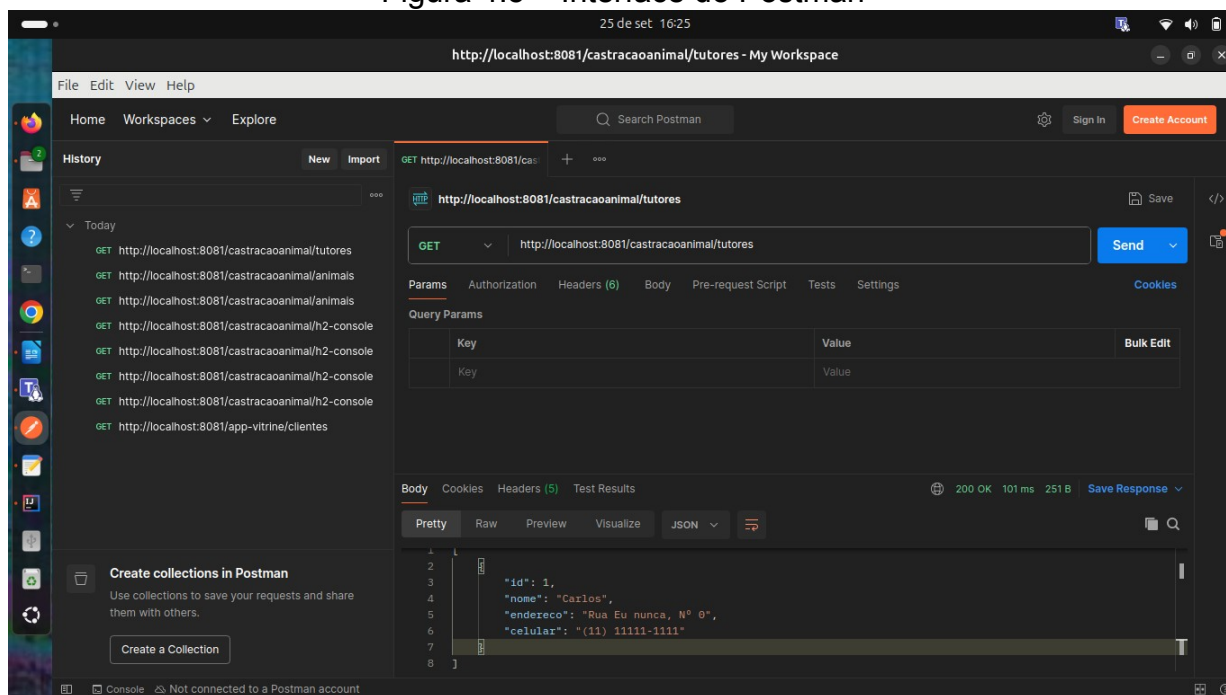 Figura 4.8 – Interface do Postman
25 de set 16:25
http://localhost:8081/castracaoanimal/tutores - My Workspace
File Edit View Help
Home Workspaces Explore
Search Postman
Sign In
Create Account
History
New Import
GET http://localhost:8081/cas
Today
GET http://localhost:8081/castracaoanimal/tutores
GET http://localhost:8081/castracaoanimal/animais
GET http://localhost:8081/castracaoanimal/animais
GET http://localhost:8081/castracaoanimal/h2-console
GET http://localhost:8081/castracaoanimal/h2-console
GET http://localhost:8081/castracaoanimal/h2-console
GET http://localhost:8081/castracaoanimal/h2-console
GET http://localhost:8081/app-vitrine/clientes
Create collections in Postman
Use collections to save your requests and share
them with others.
Create a Collection
HTTP http://localhost:8081/castracaoanimal/tutores
Save
GET http://localhost:8081/castracaoanimal/tutores
Send
Params Authorization Headers (6) Body Pre-request Script Tests Settings
Cookies
Query Params
Key Value Bulk Edit
Key Value
Body Cookies Headers (5) Test Results
200 OK 101 ms 251 B Save Response
Pretty Raw Preview Visualize JSON
1 [
2 {
3 "id": 1,
4 "nome": "Carlos",
5 "endereco": "Rua Eu nunca, Nº 0",
6 "celular": "(11) 11111-1111"
7 }
8 ]
Console Not connected to a Postman account